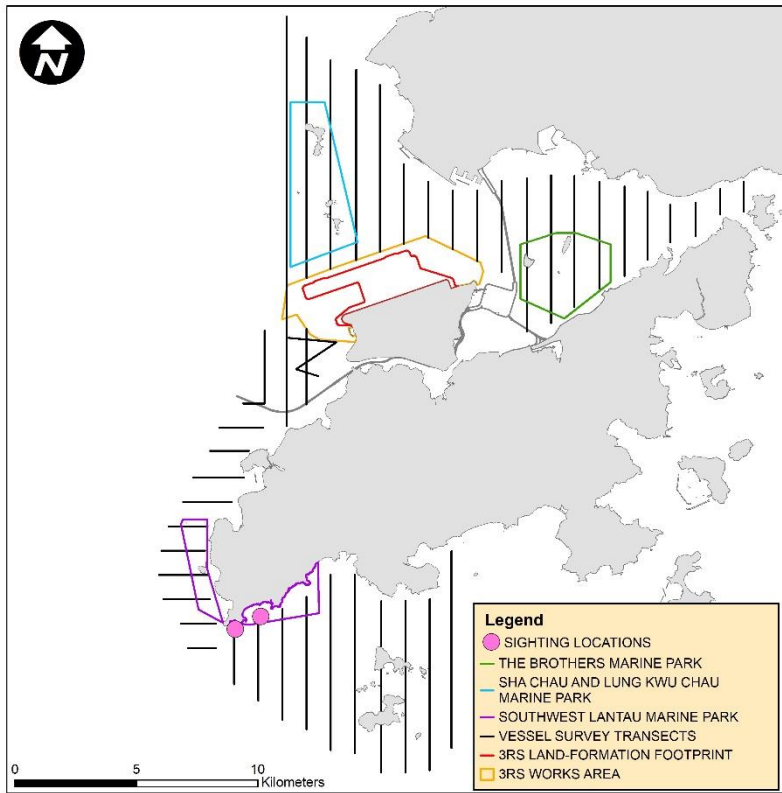 N
Legend
SIGHTING LOCATIONS
THE BROTHERS MARINE PARK
SHA CHAU AND LUNG KWU CHAU
MARINE PARK
SOUTHWEST LANTAU MARINE PARK
VESSEL SURVEY TRANSECTS
3RS LAND-FORMATION FOOTPRINT
3RS WORKS AREA
0 5 10
Kilometers